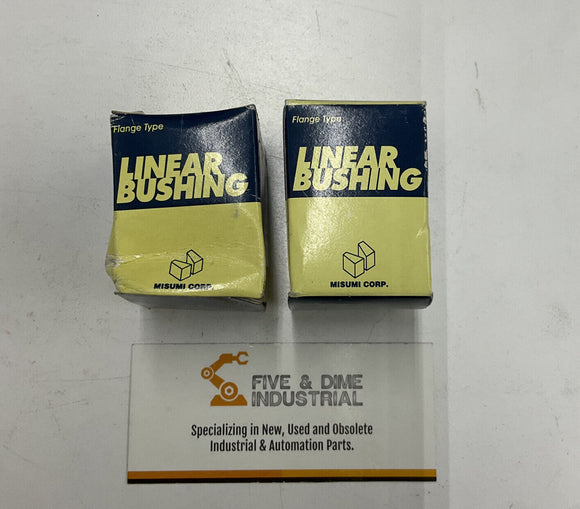 Flange Type
LINEAR
BUSHING
MISUMI CORP.
Flange Type
LINEAR
BUSHING
MISUMI CORP.
FIVE & DIME
INDUSTRIAL
Specializing in New, Used and Obsolete
Industrial & Automation Parts.